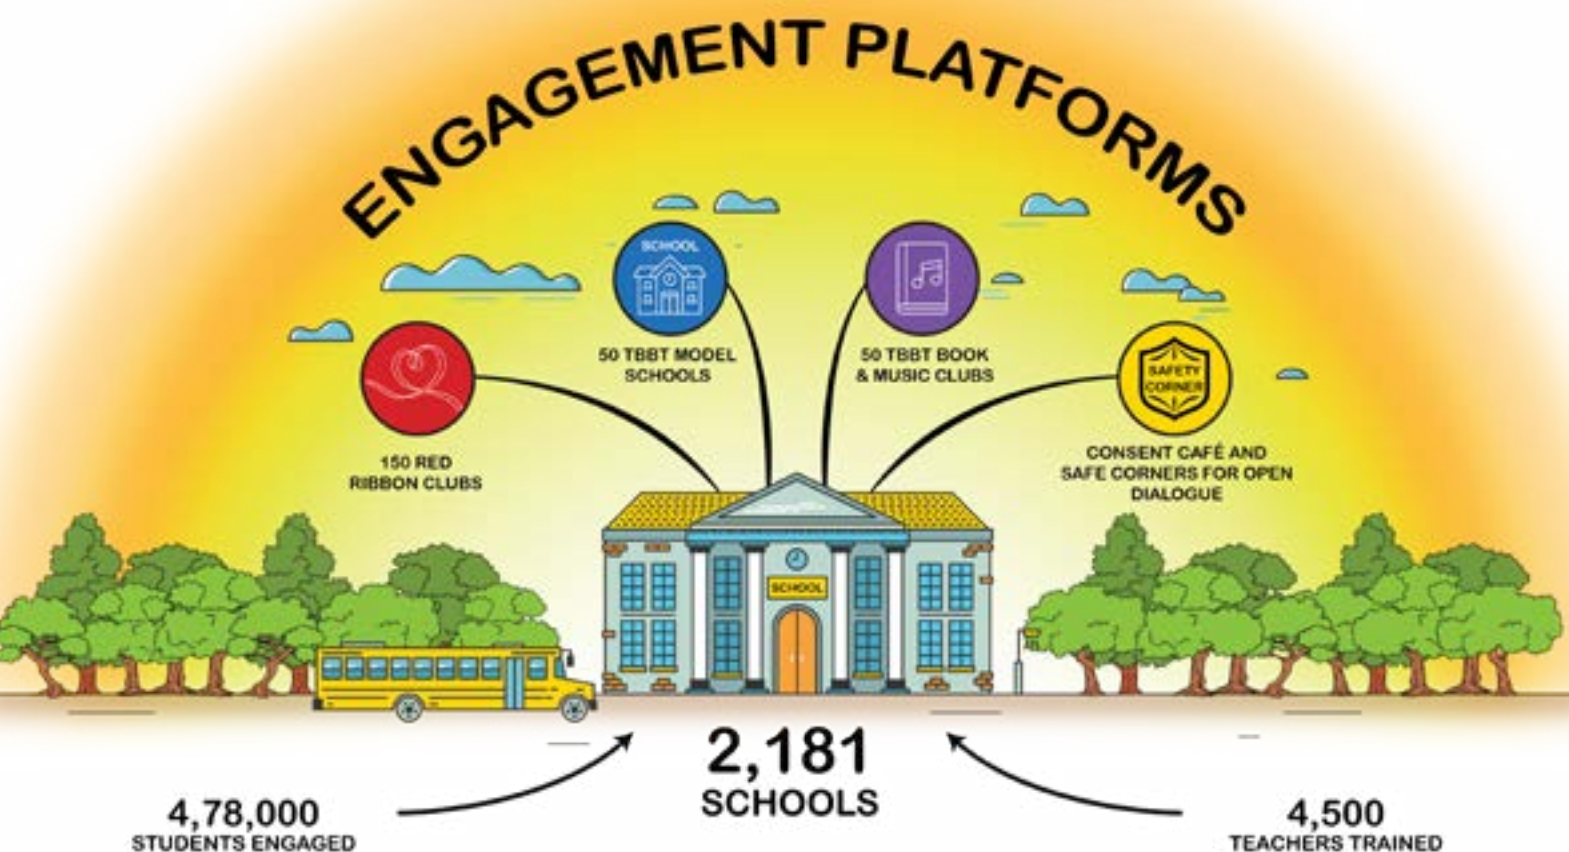 ENGAGEMENT PLATFORMS
SCHOOL
50 TBBT MODEL
SCHOOLS
50 TBBT BOOK
& MUSIC CLUBS
150 RED
RIBBON CLUBS
SAFETY
CORNER
CONSENT CAFÉ AND
SAFE CORNERS FOR OPEN
DIALOGUE
SCHOOL
2,181
SCHOOLS
4,78,000
STUDENTS ENGAGED
4,500
TEACHERS TRAINED